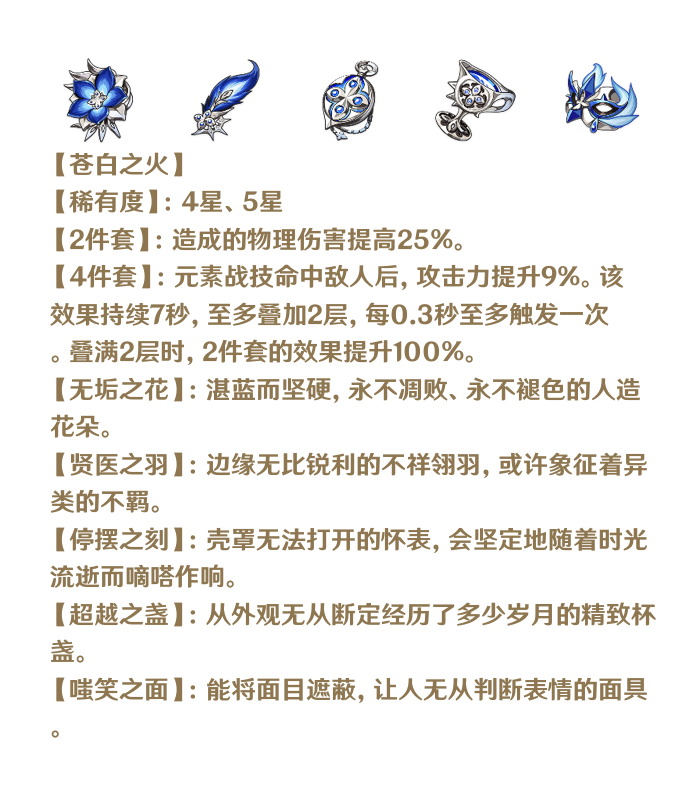 【苍白之火】
【稀有度】：4星、5星
【2件套】：造成的物理伤害提高25%。
【4件套】：元素战技命中敌人后，攻击力提升9%。该
效果持续7秒，至多叠加2层，每0.3秒至多触发一次
。叠满2层时，2件套的效果提升100%。
【无垢之花】：湛蓝而坚硬，永不凋败、永不褪色的人造
花朵。
【贤医之羽】：边缘无比锐利的不祥翎羽，或许象征着异
类的不羁。
【停摆之刻】：壳罩无法打开的怀表，会坚定地随着时光
流逝而嘀嗒作响。
【超越之盏】：从外观无从断定经历了多少岁月的精致杯
盏。
【嗤笑之面】：能将面目遮蔽，让人无从判断表情的面具
。